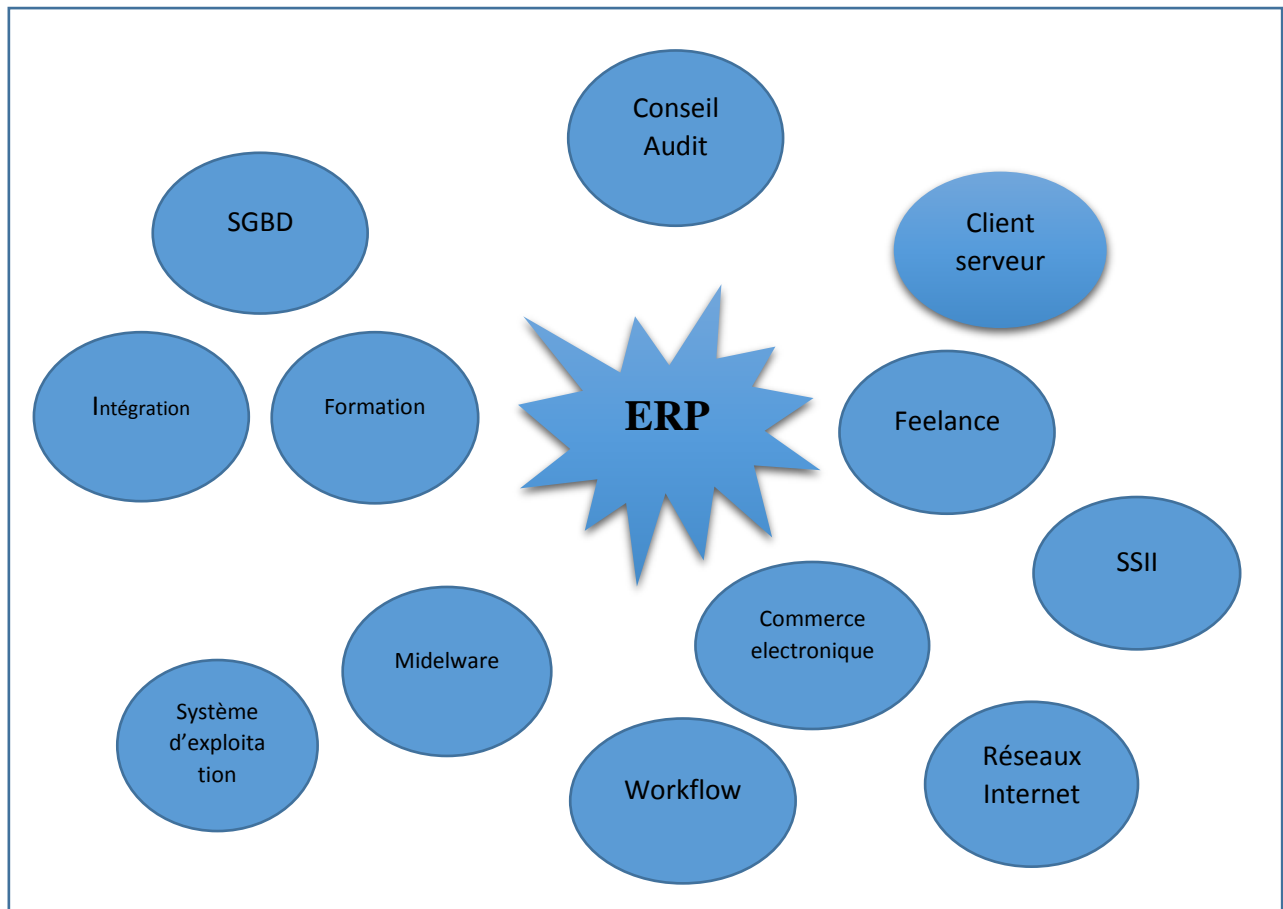 Conseil
Audit
SGBD
Client
serveur
Intégration
Formation
ERP
Feelance
SSII
Commerce
electronique
Midelware
Système
d’exploita
tion
Workflow
Réseaux
Internet